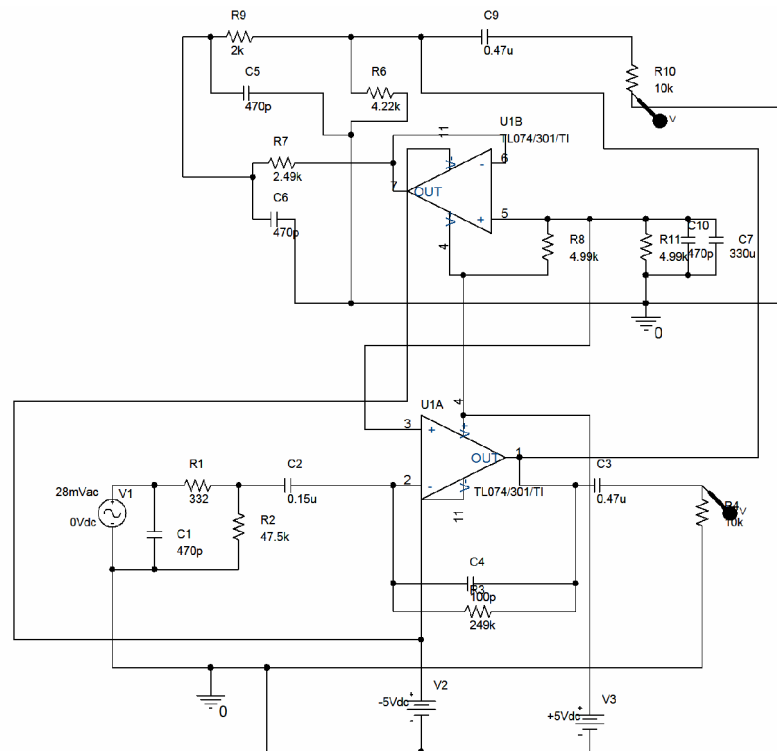 R9
2k
C9
0.47u
C5
470p
R6
4.22k
R10
10k
V
U1B
TL074/301/TI
11
V-
-
6
R7
2.49k
7
OUT
C6
470p
+
5
V+
4
R8
4.99k
R11
4.99k
C10
470p
C7
330u
0
U1A
4
3
+
V+
1
OUT
2
-
V-
TL074/301/TI
11
R1
332
C2
0.15u
C3
0.47u
28mVac
V1
0Vdc
C1
470p
R2
47.5k
R4
10k
V
C4
100p
R3
249k
0
V2
-5Vdc
V3
+5Vdc